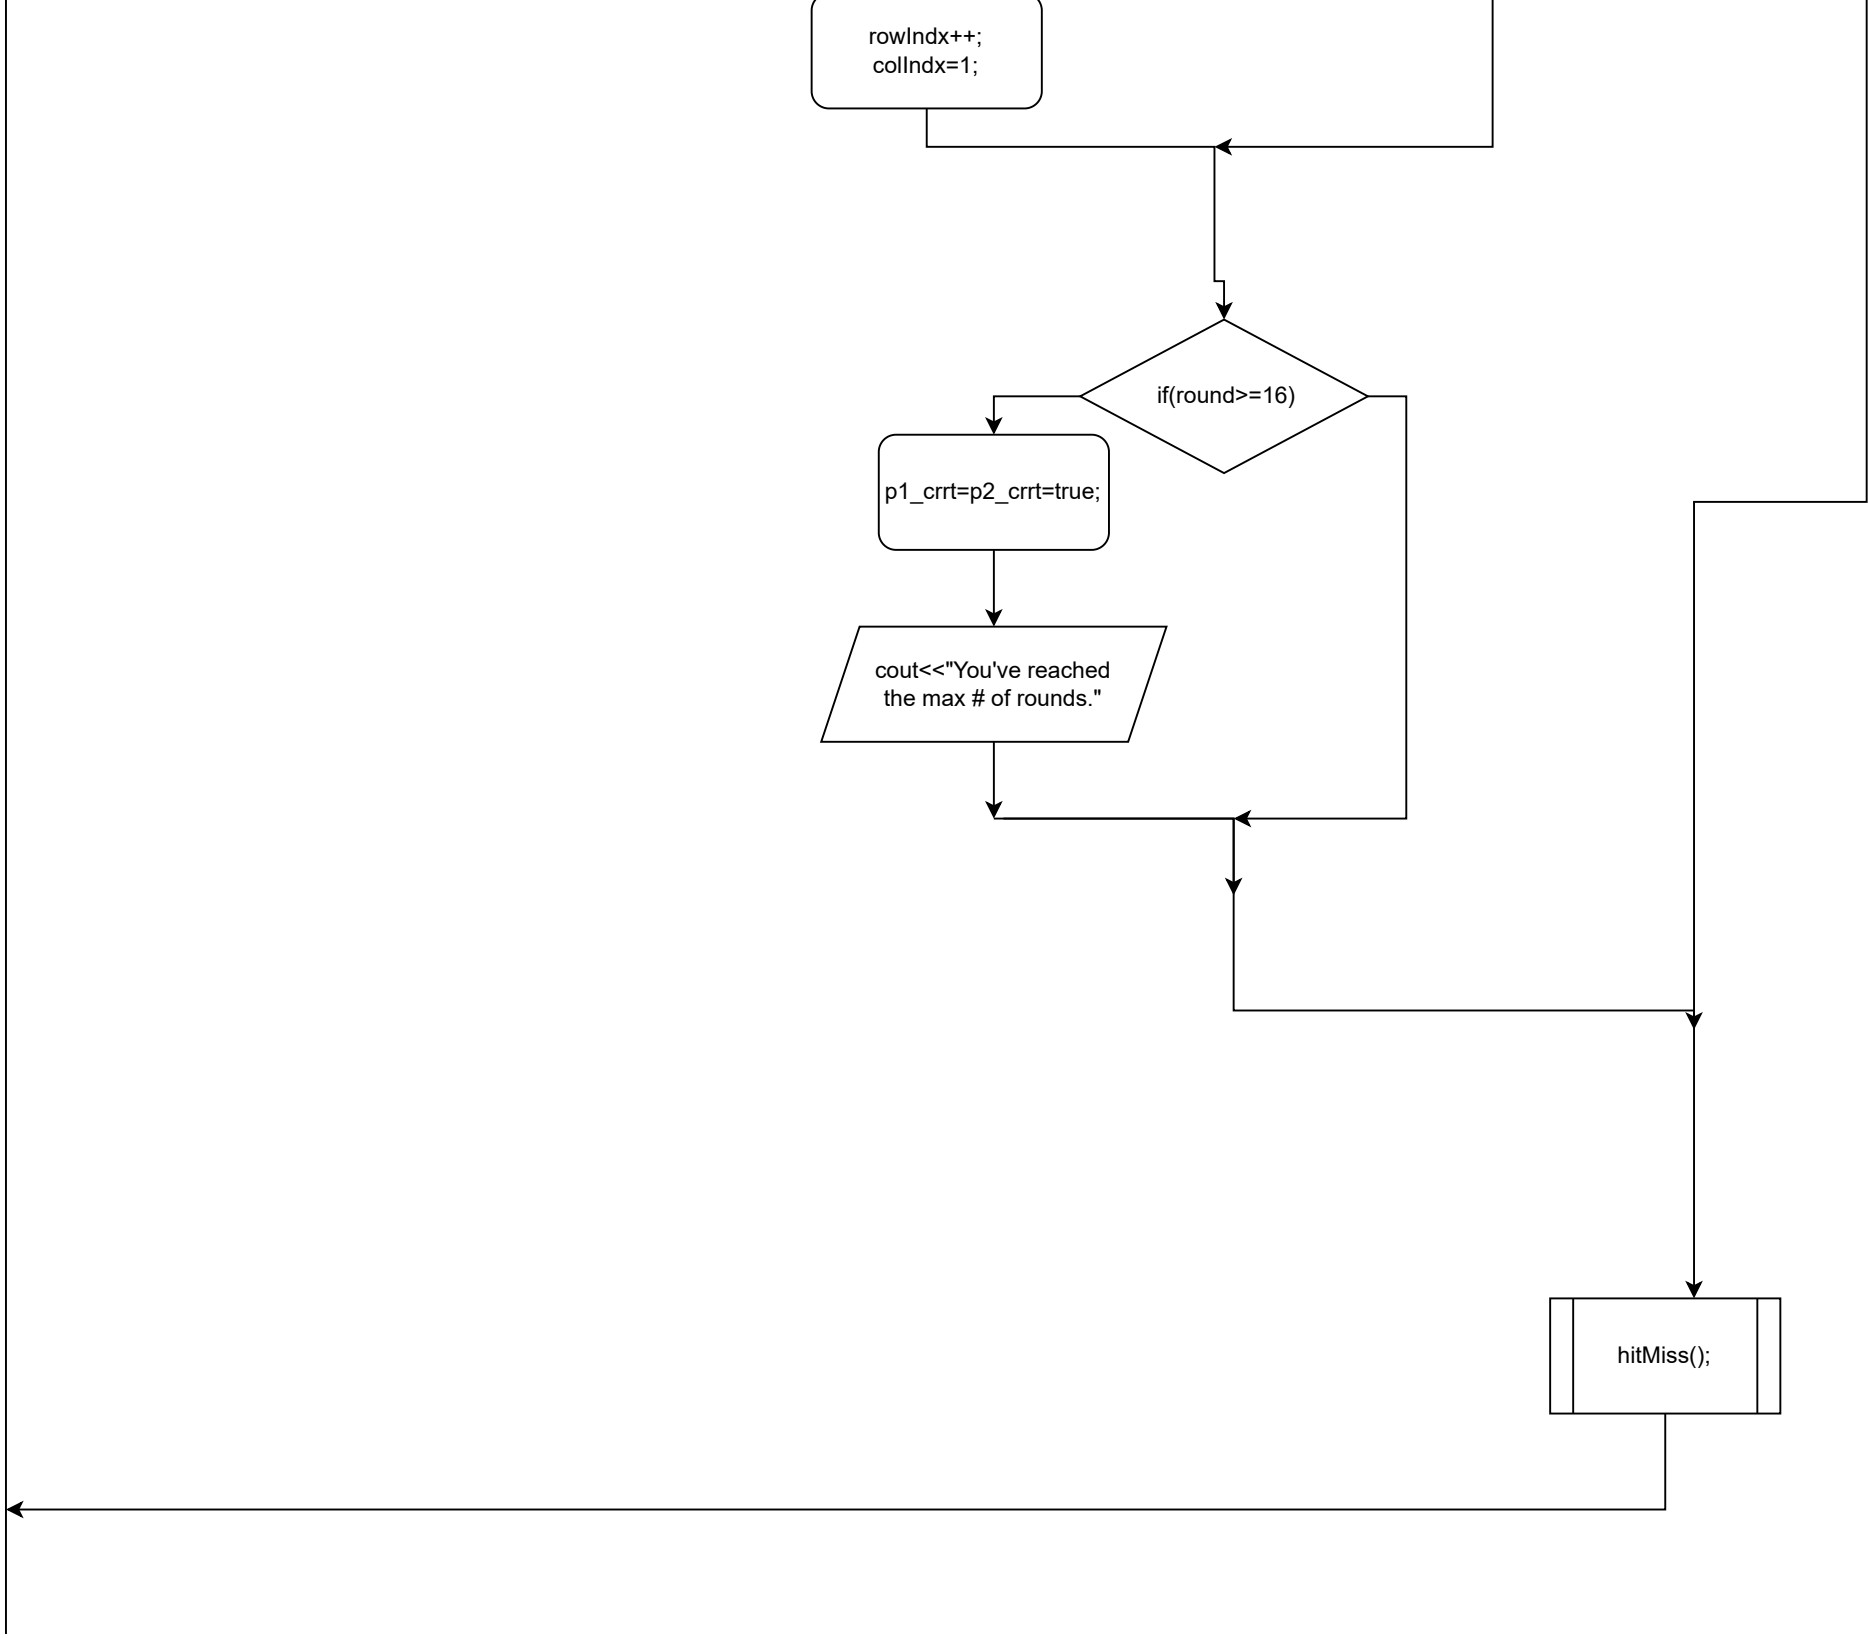 rowIndx++;
colIndx=1;
if(round>=16)
p1_crrt=p2_crrt=true;
cout<<"You've reached
the max # of rounds."
hitMiss();